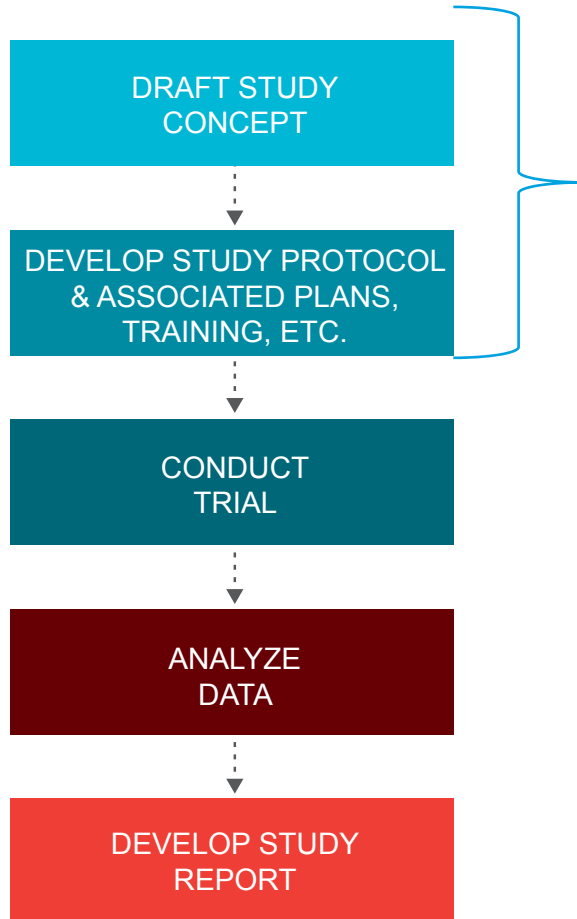 DRAFT STUDY
CONCEPT
DEVELOP STUDY PROTOCOL
& ASSOCIATED PLANS,
TRAINING, ETC.
CONDUCT
TRIAL
ANALYZE
DATA
DEVELOP STUDY
REPORT